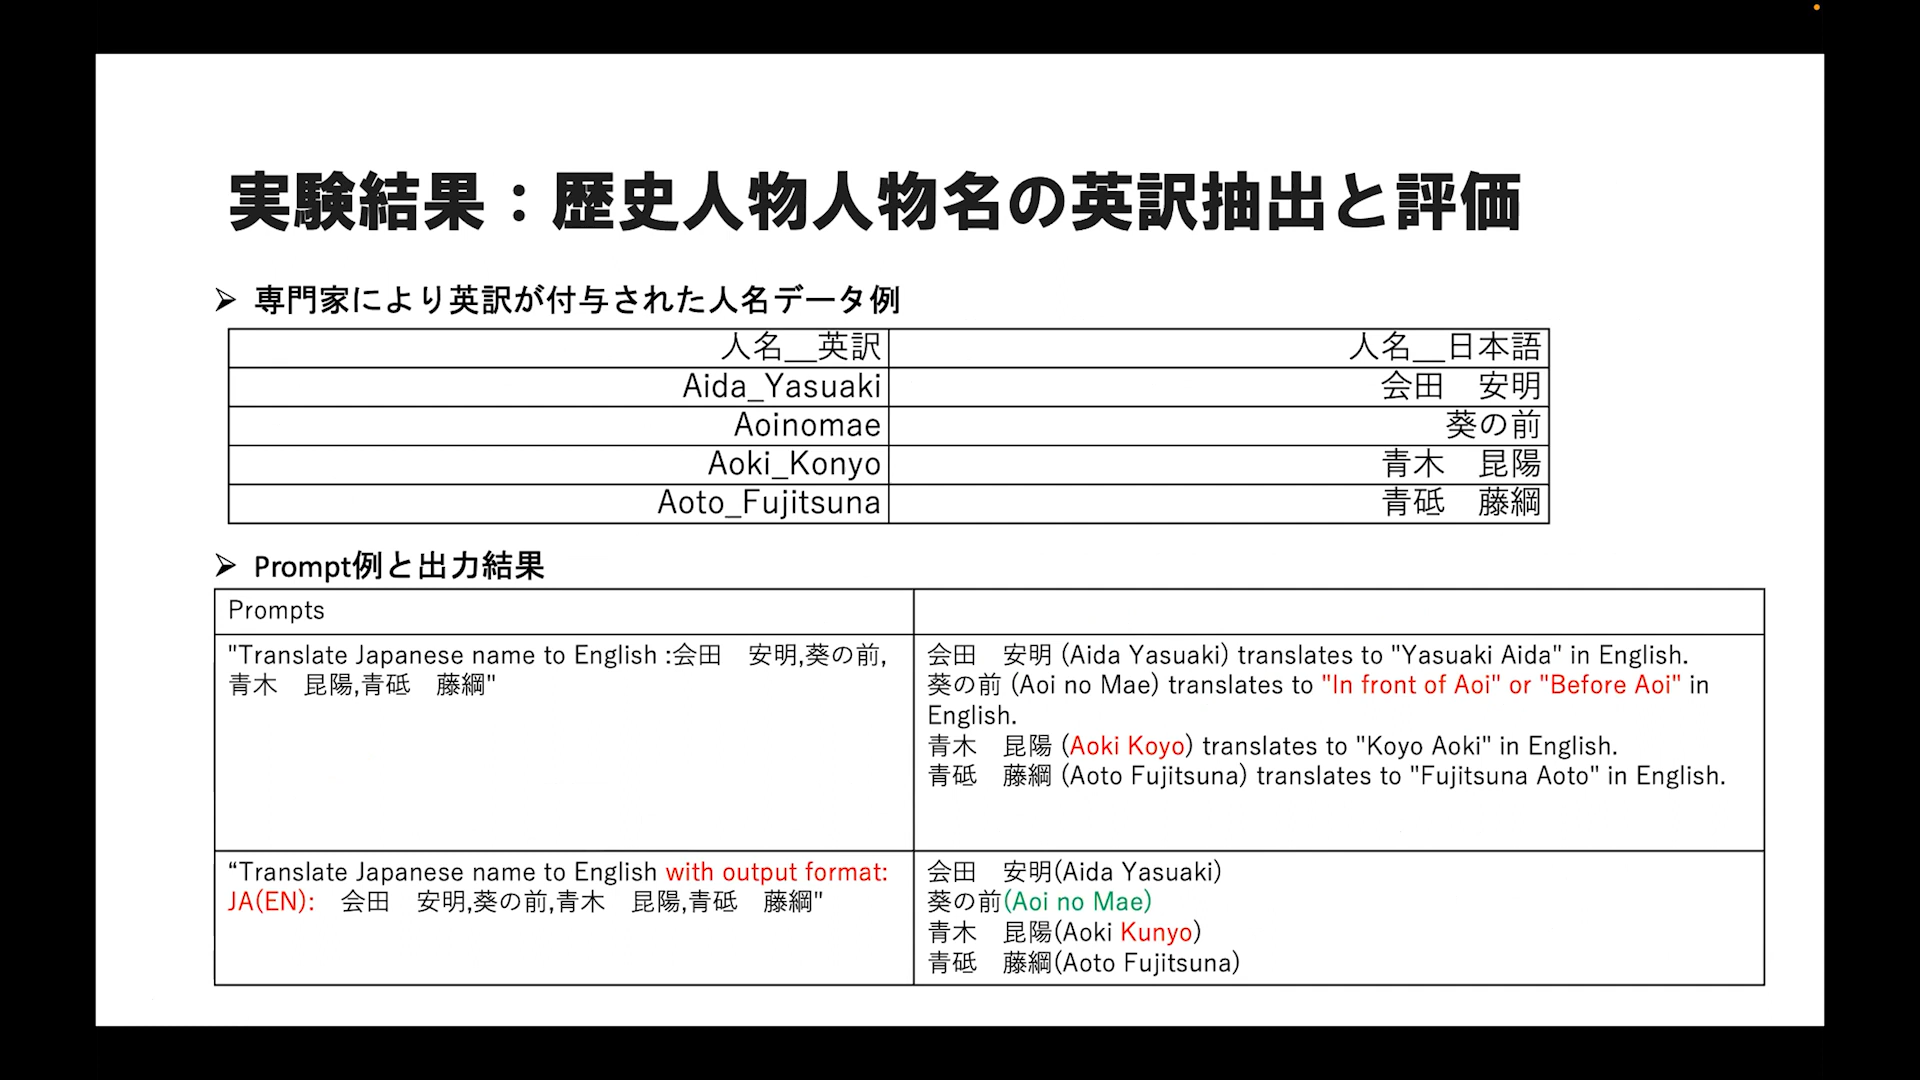 実験結果：歴史人物人物名の英訳抽出と評価
➢ 専門家により英訳が付与された人名データ例
人名__英訳 人名__日本語
Aida_Yasuaki 会田　安明
Aoinomae 葵の前
Aoki_Konyo 青木　昆陽
Aoto_Fujitsuna 青砥　藤綱
➢ Prompt例と出力結果
Prompts
"Translate Japanese name to English :会田　安明,葵の前,
青木　昆陽,青砥　藤綱"
会田　安明 (Aida Yasuaki) translates to "Yasuaki Aida" in English.
葵の前 (Aoi no Mae) translates to "In front of Aoi" or "Before Aoi" in
English.
青木　昆陽 (Aoki Koyo) translates to "Koyo Aoki" in English.
青砥　藤綱 (Aoto Fujitsuna) translates to "Fujitsuna Aoto" in English.
“Translate Japanese name to English with output format:
JA(EN):　会田　安明,葵の前,青木　昆陽,青砥　藤綱"
会田　安明(Aida Yasuaki)
葵の前(Aoi no Mae)
青木　昆陽(Aoki Kunyo)
青砥　藤綱(Aoto Fujitsuna)